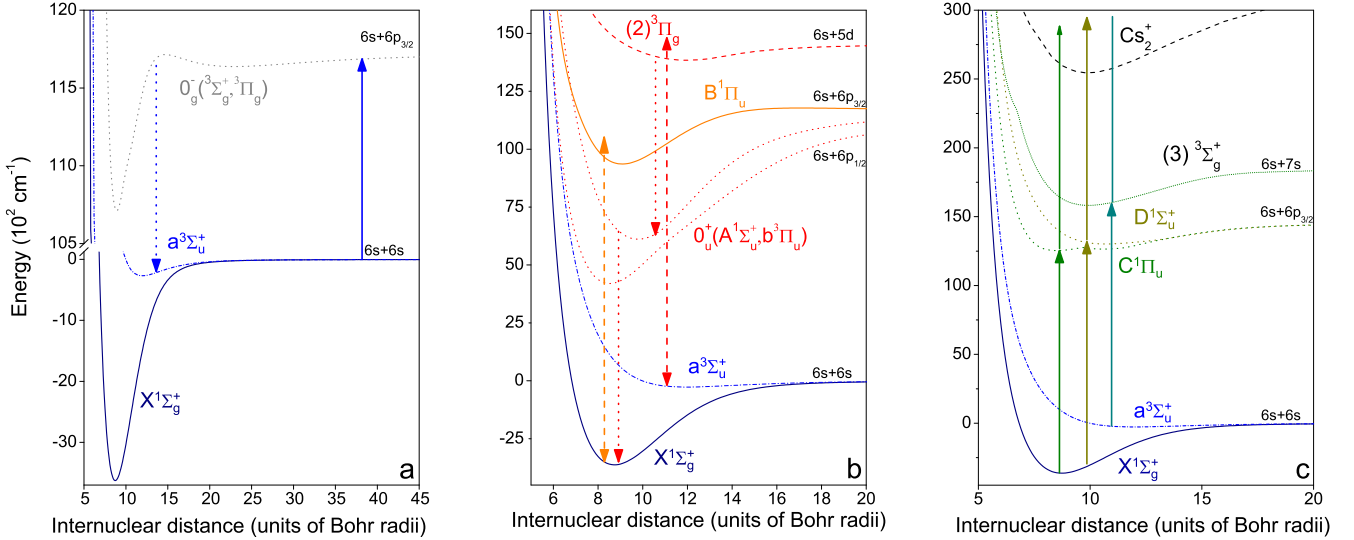 Energy (10² cm⁻¹)
120
115
110
105
0
-10
-20
-30
6s+6p₃/₂
0g⁻(³Σg⁺,³Πg)
a³Σu⁺
6s+6s
X¹Σg⁺
a
5 10 15 20 25 30 35 40 45
Internuclear distance (units of Bohr radii)
150
125
100
75
50
25
0
-25
(2)³Πg
6s+5d
B¹Πu
6s+6p₃/₂
6s+6p₁/₂
0u⁺(A¹Σu⁺,b³Πu)
a³Σu⁺
6s+6s
X¹Σg⁺
b
6 8 10 12 14 16 18 20
Internuclear distance (units of Bohr radii)
300
250
200
150
100
50
0
Cs₂⁺
(3) ³Σg⁺
6s+7s
D¹Σu⁺
6s+6p₃/₂
C¹Πu
a³Σu⁺
6s+6s
X¹Σg⁺
c
5 10 15 20
Internuclear distance (units of Bohr radii)